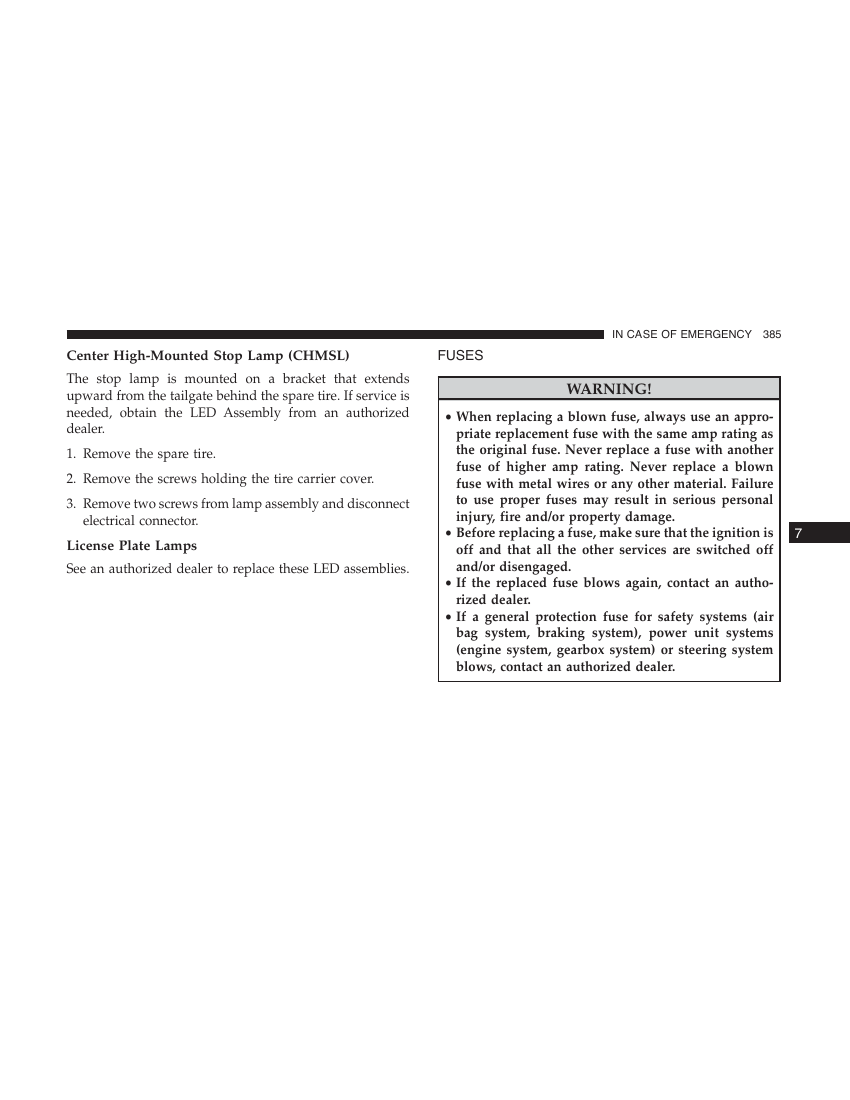 IN CASE OF EMERGENCY 385
Center High-Mounted Stop Lamp (CHMSL)
The stop lamp is mounted on a bracket that extends
upward from the tailgate behind the spare tire. If service is
needed, obtain the LED Assembly from an authorized
dealer.
1. Remove the spare tire.
2. Remove the screws holding the tire carrier cover.
3. Remove two screws from lamp assembly and disconnect
electrical connector.
License Plate Lamps
See an authorized dealer to replace these LED assemblies.
FUSES
WARNING!
• When replacing a blown fuse, always use an appro-
priate replacement fuse with the same amp rating as
the original fuse. Never replace a fuse with another
fuse of higher amp rating. Never replace a blown
fuse with metal wires or any other material. Failure
to use proper fuses may result in serious personal
injury, fire and/or property damage.
• Before replacing a fuse, make sure that the ignition is
off and that all the other services are switched off
and/or disengaged.
• If the replaced fuse blows again, contact an autho-
rized dealer.
• If a general protection fuse for safety systems (air
bag system, braking system), power unit systems
(engine system, gearbox system) or steering system
blows, contact an authorized dealer.
7